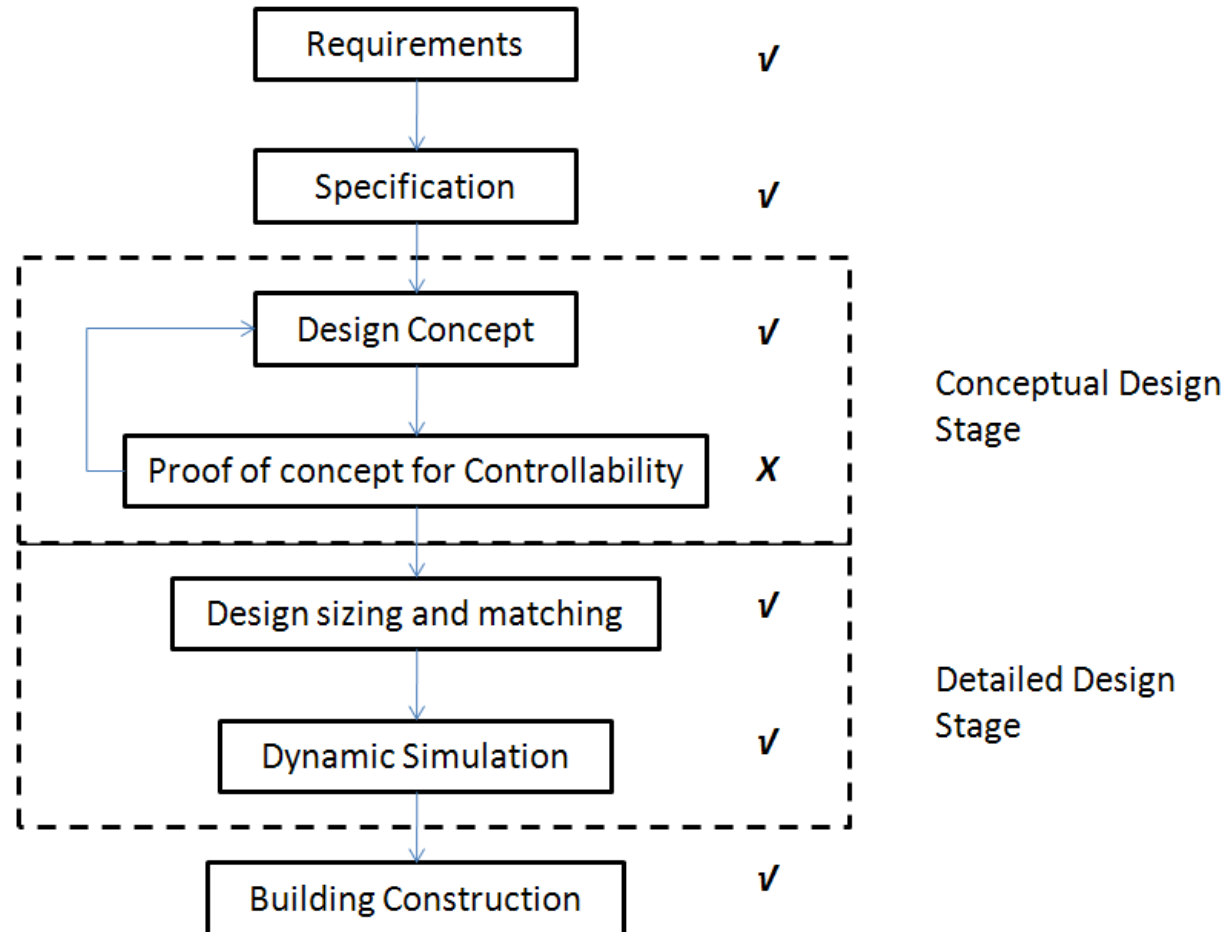 Requirements
√
Specification
√
Design Concept
√
Conceptual Design
Stage
Proof of concept for Controllability
X
Design sizing and matching
√
Detailed Design
Stage
Dynamic Simulation
√
Building Construction
√